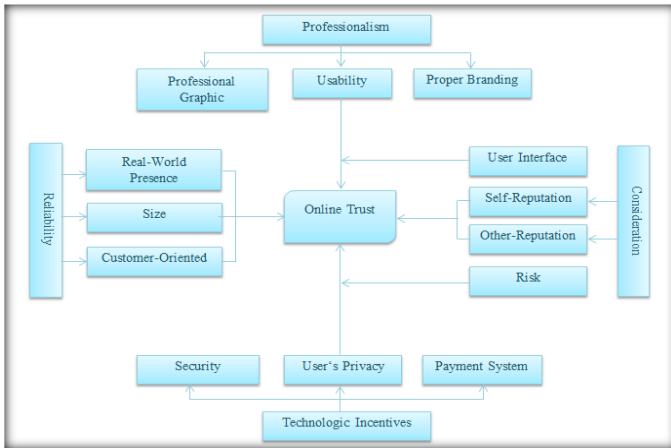 Professionalism
Professional
Graphic
Usability
Proper Branding
User Interface
Real-World
Presence
Reliability
Size
Customer-Oriented
Online Trust
Self-Reputation
Other-Reputation
Consideration
Risk
Security
User‘s Privacy
Payment System
Technologic Incentives